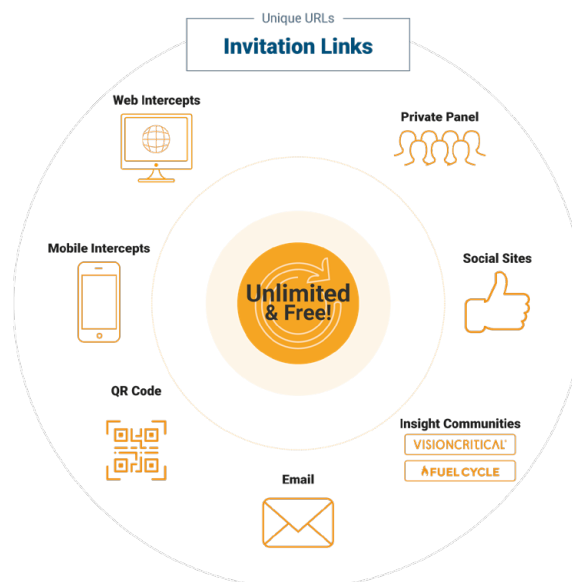 Unique URLs
Invitation Links
Web Intercepts
Private Panel
Mobile Intercepts
Social Sites
Unlimited
& Free!
QR Code
Insight Communities
VISIONCRITICAL®
FUEL CYCLE
Email